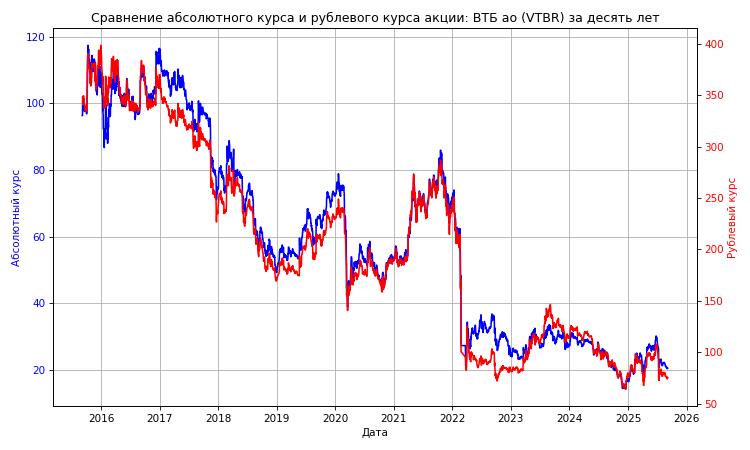 Сравнение абсолютного курса и рублевого курса акции: ВТБ ао (VTBR) за десять лет
120
100
80
60
40
20
Абсолютный курс
400
350
300
250
200
150
100
50
Рублевый курс
2016 2017 2018 2019 2020 2021 2022 2023 2024 2025 2026
Дата